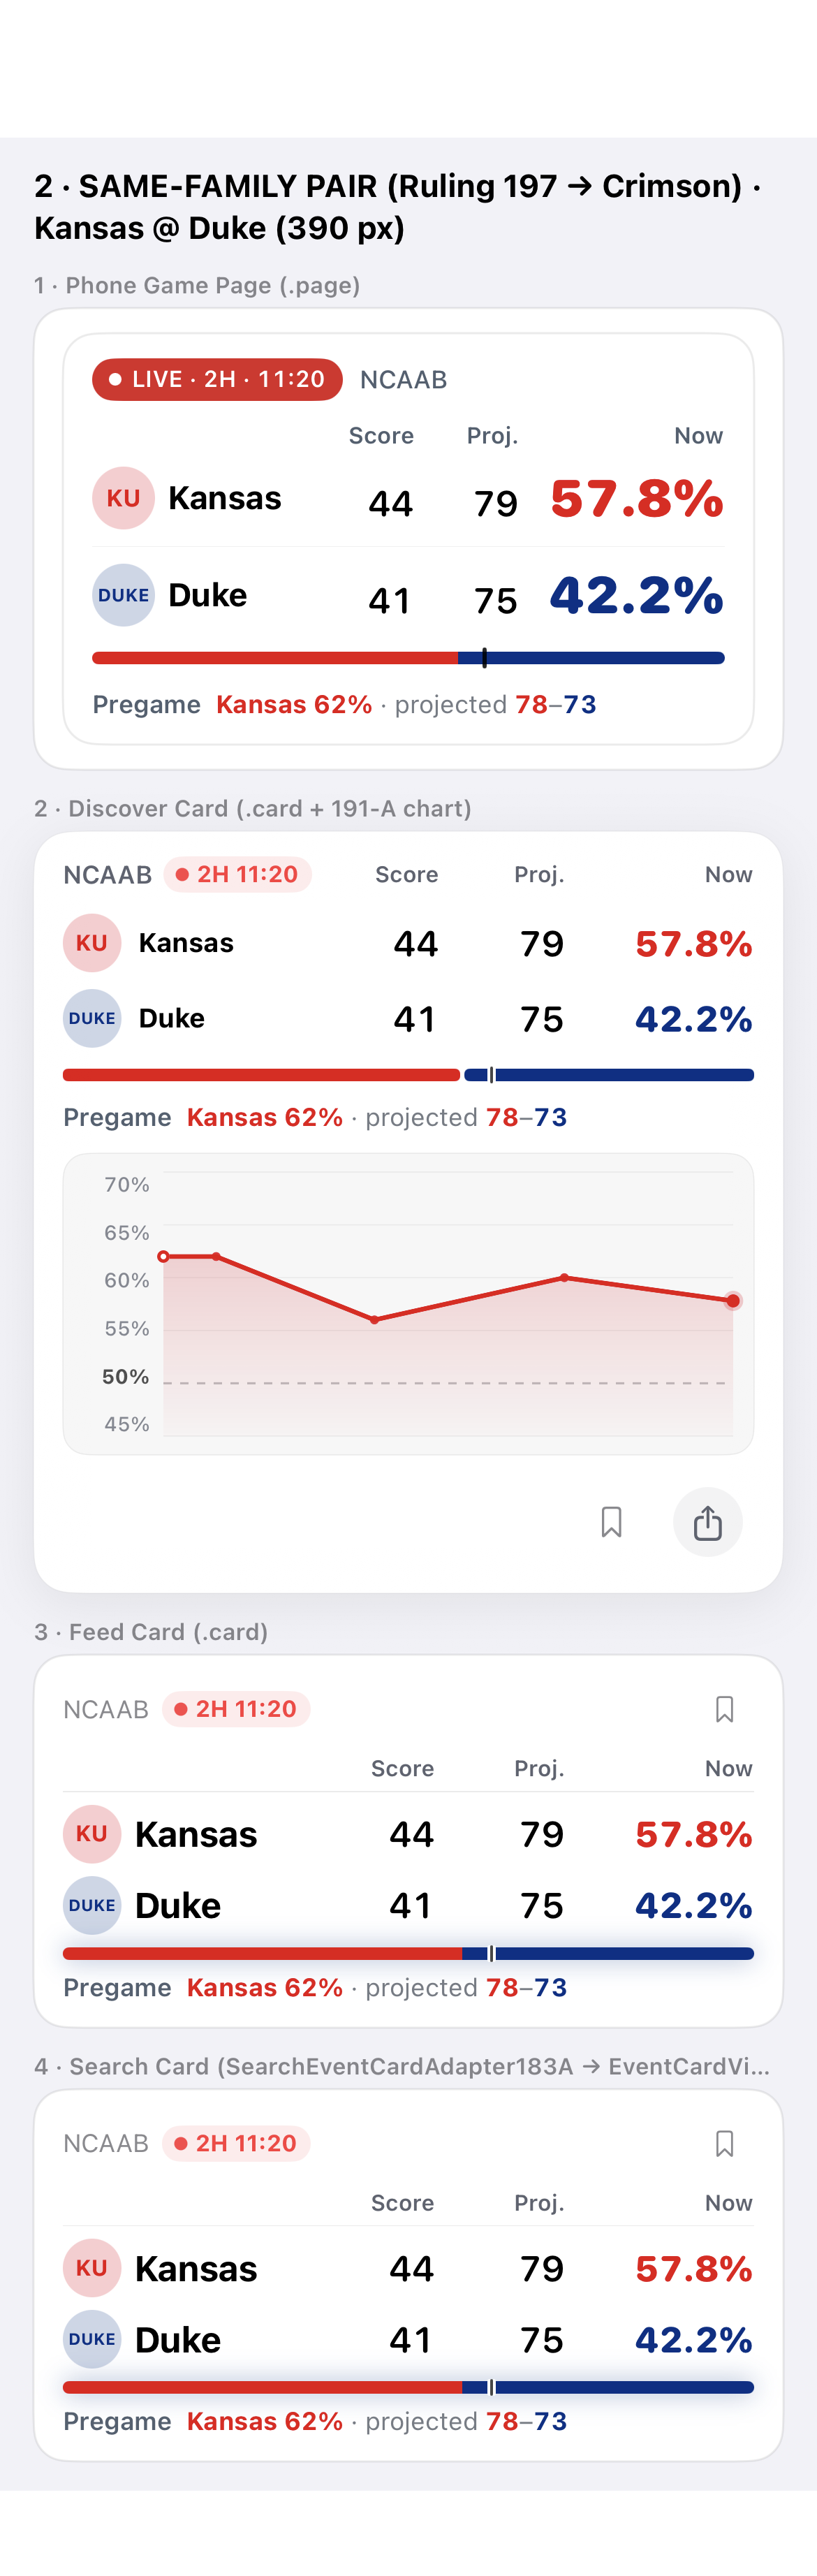 2 · SAME-FAMILY PAIR (Ruling 197 → Crimson) ·
Kansas @ Duke (390 px)
1 · Phone Game Page (.page)
LIVE · 2H · 11:20 NCAAB
Score Proj. Now
KU Kansas 44 79 57.8%
DUKE Duke 41 75 42.2%
Pregame Kansas 62% · projected 78–73
2 · Discover Card (.card + 191-A chart)
NCAAB 2H 11:20 Score Proj. Now
KU Kansas 44 79 57.8%
DUKE Duke 41 75 42.2%
Pregame Kansas 62% · projected 78–73
70%
65%
60%
55%
50%
45%
3 · Feed Card (.card)
NCAAB 2H 11:20
Score Proj. Now
KU Kansas 44 79 57.8%
DUKE Duke 41 75 42.2%
Pregame Kansas 62% · projected 78–73
4 · Search Card (SearchEventCardAdapter183A → EventCardVi...
NCAAB 2H 11:20
Score Proj. Now
KU Kansas 44 79 57.8%
DUKE Duke 41 75 42.2%
Pregame Kansas 62% · projected 78–73